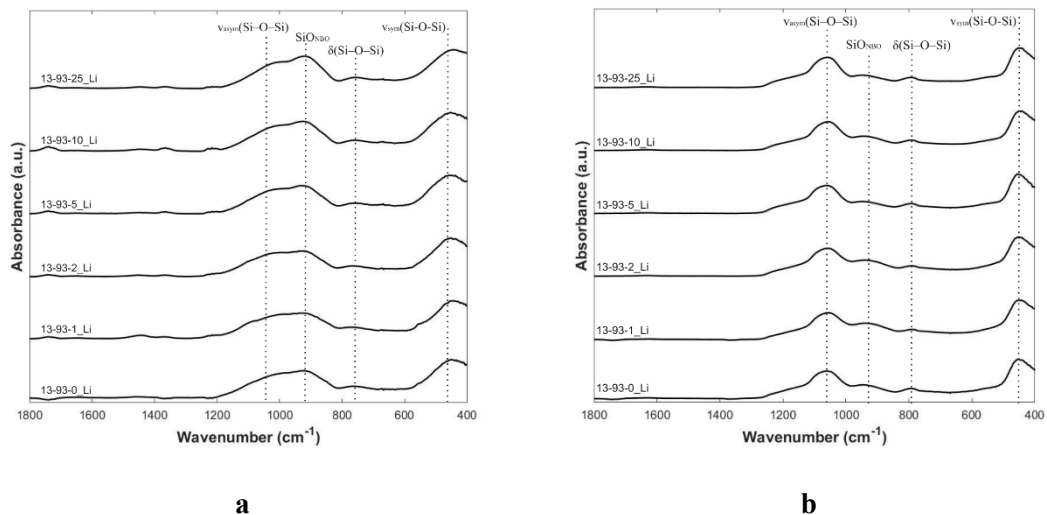 νasym(Si–O–Si)
SiONBO
δ(Si–O–Si)
νsym(Si-O-Si)
13-93-25_Li
13-93-10_Li
13-93-5_Li
13-93-2_Li
13-93-1_Li
13-93-0_Li
Absorbance (a.u.)
1800 1600 1400 1200 1000 800 600 400
Wavenumber (cm⁻¹)
a
νasym(Si–O–Si)
SiONBO
δ(Si–O–Si)
νsym(Si-O-Si)
13-93-25_Li
13-93-10_Li
13-93-5_Li
13-93-2_Li
13-93-1_Li
13-93-0_Li
Absorbance (a.u.)
1800 1600 1400 1200 1000 800 600 400
Wavenumber (cm⁻¹)
b